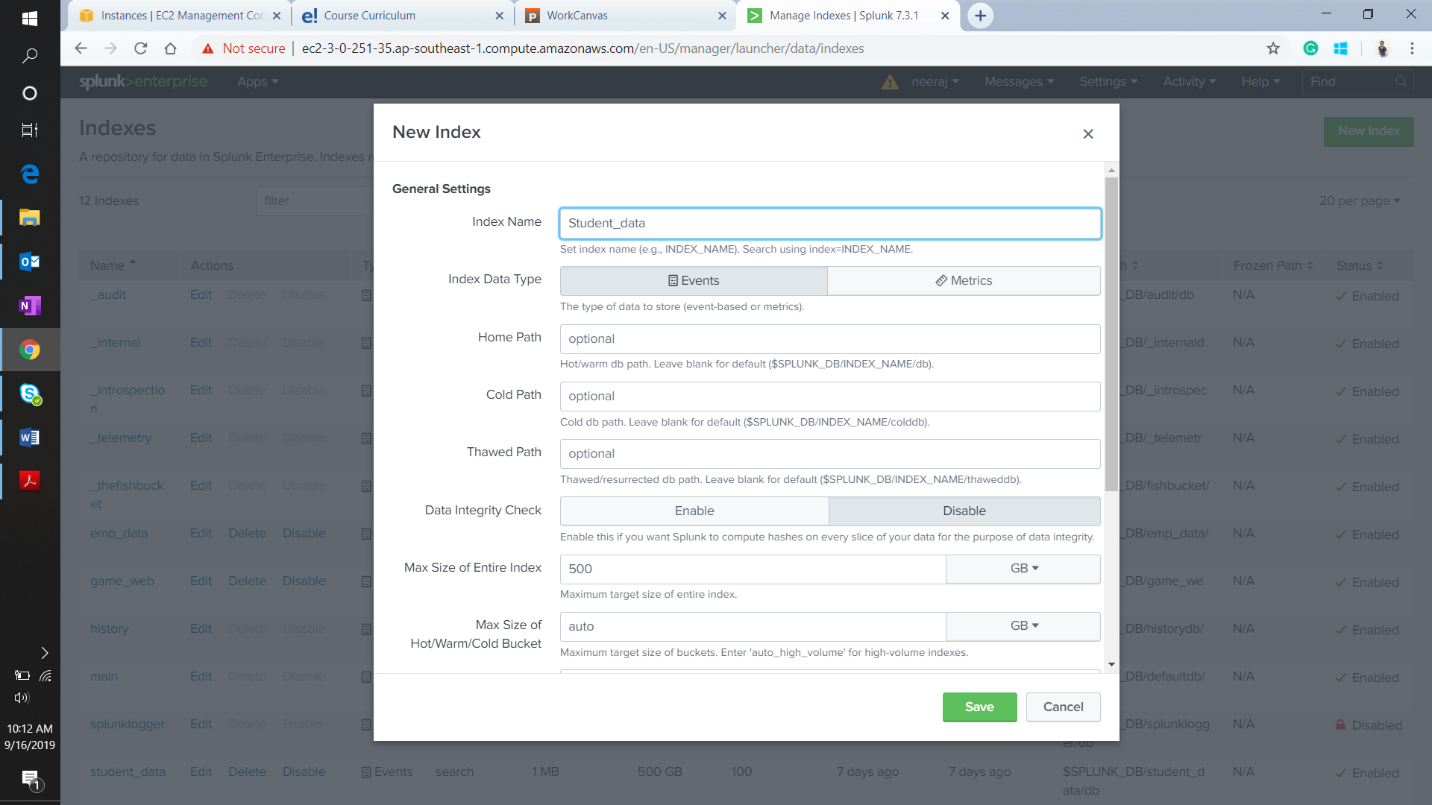 Instances | EC2 Management Co
Course Curriculum
WorkCanvas
Manage Indexes | Splunk 7.3.1
Not secure | ec2-3-0-251-35.ap-southeast-1.compute.amazonaws.com/en-US/manager/launcher/data/indexes
splunk>enterprise Apps neeraj Messages Settings Activity Help Find
Indexes
New Index
A repository for data in Splunk Enterprise. Indexes
12 Indexes filter 20 per page
Name Actions Frozen Path Status
_audit Edit Delete Disable _DB/audit/db N/A Enabled
_internal Edit Delete Disable _DB/_internald N/A Enabled
_introspectio
n Edit Delete Disable _DB/_introspec N/A Enabled
_telemetry Edit Delete Disable _DB/_telemetr N/A Enabled
_thefishbuck
et Edit Delete Disable _DB/fishbucket/ N/A Enabled
emp_data Edit Delete Disable _DB/emp_data/ N/A Enabled
game_web Edit Delete Disable _DB/game_we N/A Enabled
history Edit Delete Disable _DB/historydb/ N/A Enabled
main Edit Delete Disable _DB/defaultdb/ N/A Enabled
splunklogger Edit Delete Enable _DB/splunklogg N/A Disabled
er/db
student_data Edit Delete Disable Events search 1 MB 500 GB 100 7 days ago 7 days ago $SPLUNK_DB/student_d N/A Enabled
ata/db
New Index
General Settings
Index Name Student_data
Set index name (e.g., INDEX_NAME). Search using index=INDEX_NAME.
Index Data Type Events Metrics
The type of data to store (event-based or metrics).
Home Path optional
Hot/warm db path. Leave blank for default ($SPLUNK_DB/INDEX_NAME/db).
Cold Path optional
Cold db path. Leave blank for default ($SPLUNK_DB/INDEX_NAME/colddb).
Thawed Path optional
Thawed/resurrected db path. Leave blank for default ($SPLUNK_DB/INDEX_NAME/thaweddb).
Data Integrity Check Enable Disable
Enable this if you want Splunk to compute hashes on every slice of your data for the purpose of data integrity.
Max Size of Entire Index 500 GB
Maximum target size of entire index.
Max Size of
Hot/Warm/Cold Bucket auto GB
Maximum target size of buckets. Enter 'auto_high_volume' for high-volume indexes.
Save Cancel
10:12 AM
9/16/2019
1